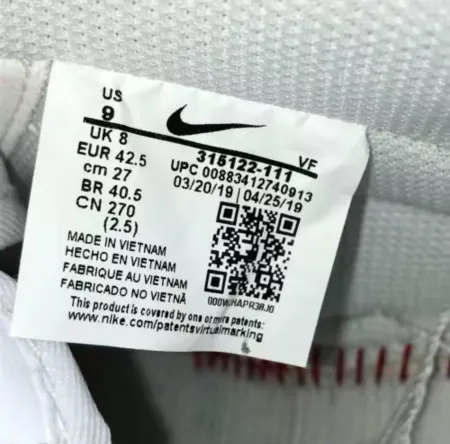 US
9
UK 8
EUR 42.5
cm 27
BR 40.5
CN 270
(2.5)
315122-111 VF
UPC 00883412740913
03/20/19 | 04/25/19
MADE IN VIETNAM
HECHO EN VIETNAM
FABRIQUE AU VIETNAM
FABRICADO NO VIETNÃ
This product is covered by one or more patents:
www.nike.com/patentsvirtualmarking